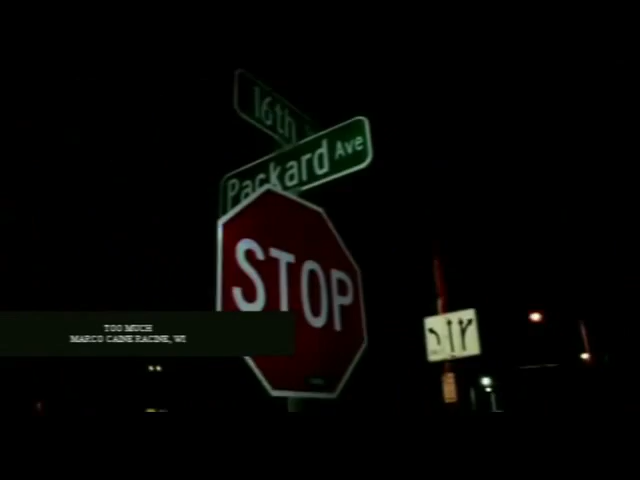 16th
Packard Ave
STOP
TOO MUCH
MARCO CAINE RACINE, WI